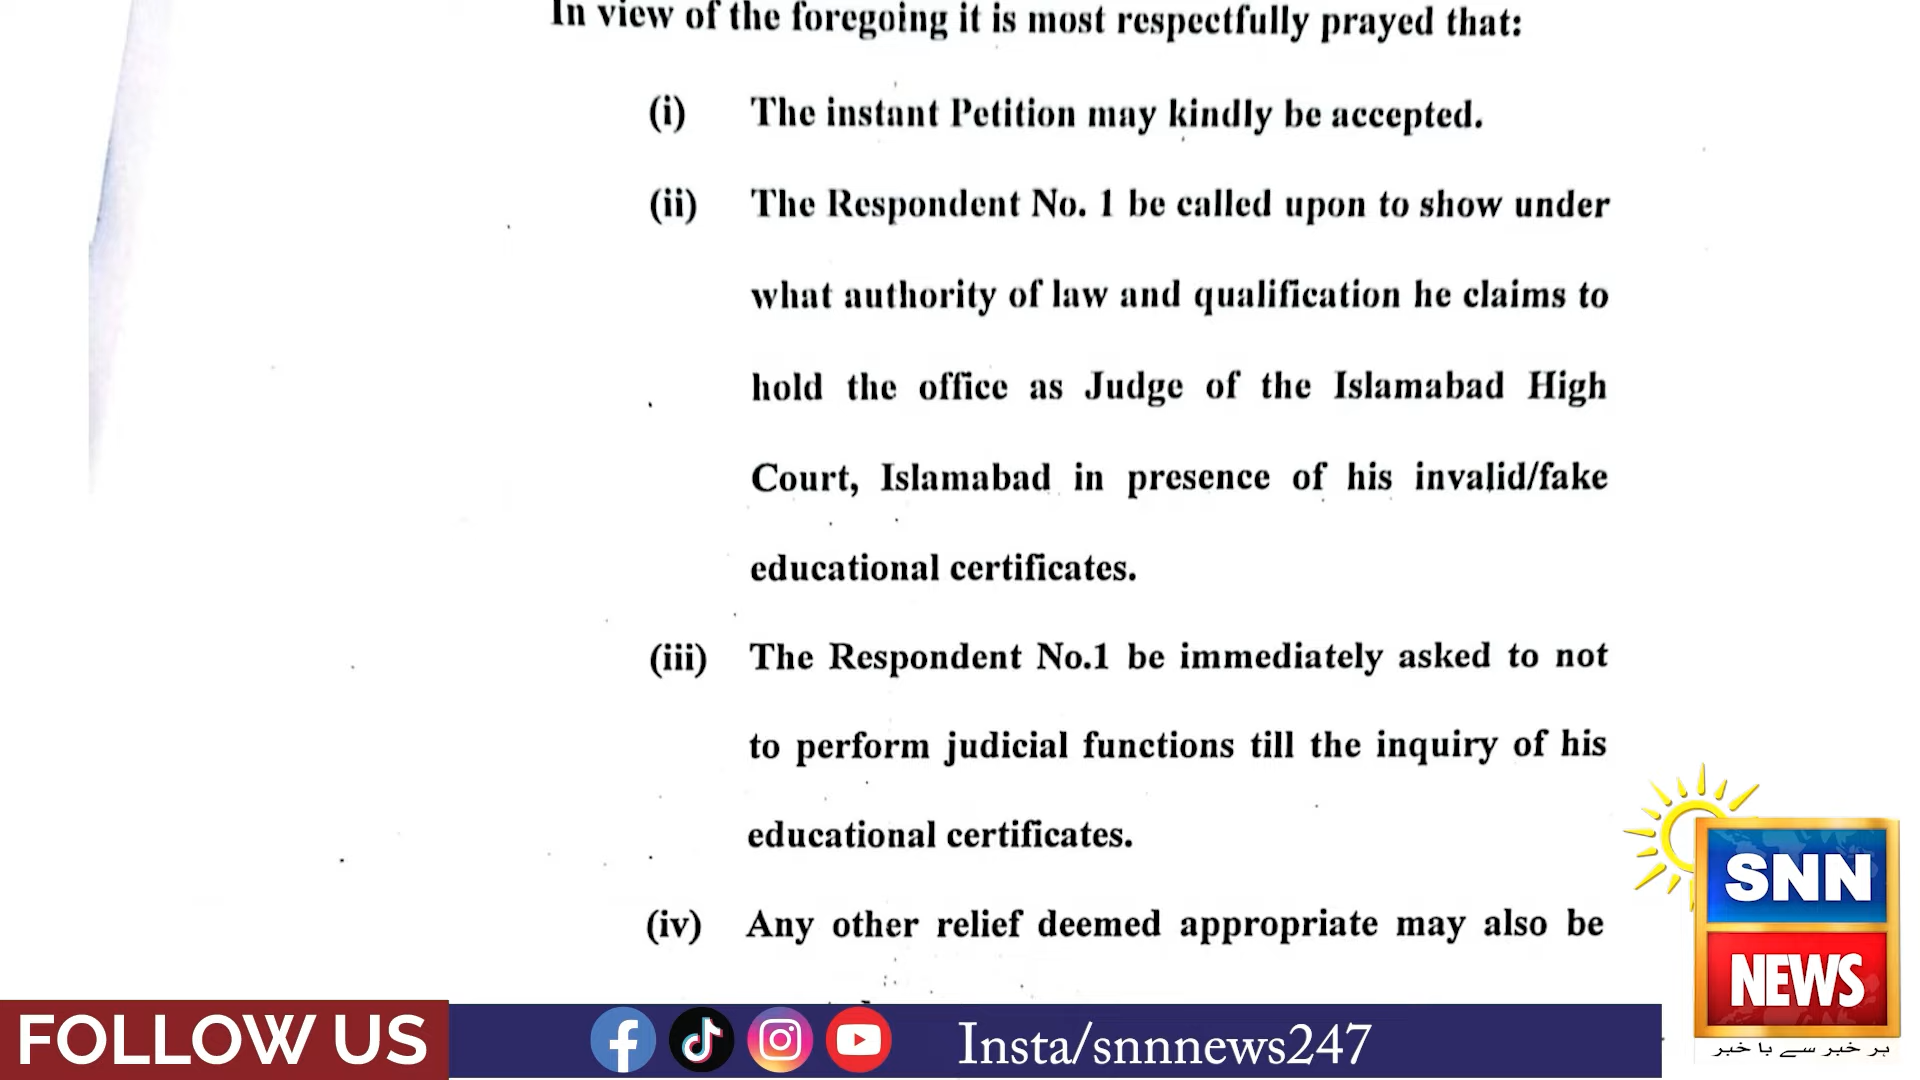 In view of the foregoing it is most respectfully prayed that:
(i) The instant Petition may kindly be accepted.
(ii) The Respondent No. 1 be called upon to show under
what authority of law and qualification he claims to
hold the office as Judge of the Islamabad High
Court, Islamabad in presence of his invalid/fake
educational certificates.
(iii) The Respondent No.1 be immediately asked to not
to perform judicial functions till the inquiry of his
educational certificates.
(iv) Any other relief deemed appropriate may also be
SNN
NEWS
ہر خبر سے با خبر
FOLLOW US
Insta/snnnews247